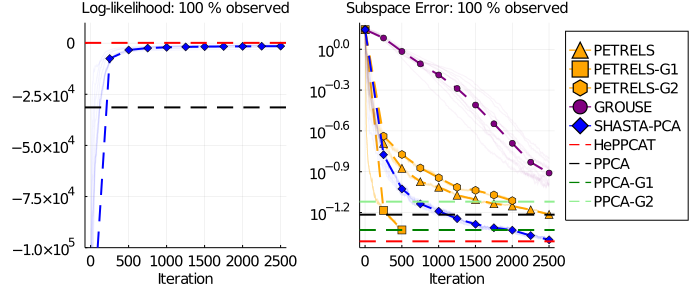 Log-likelihood: 100 % observed
0
−2.5×10⁴
−5.0×10⁴
−7.5×10⁴
−1.0×10⁵
0 500 1000 1500 2000 2500
Iteration
Subspace Error: 100 % observed
10^0.0
10^−0.3
10^−0.6
10^−0.9
10^−1.2
0 500 1000 1500 2000 2500
Iteration
PETRELS
PETRELS-G1
PETRELS-G2
GROUSE
SHASTA-PCA
HePPCAT
PPCA
PPCA-G1
PPCA-G2